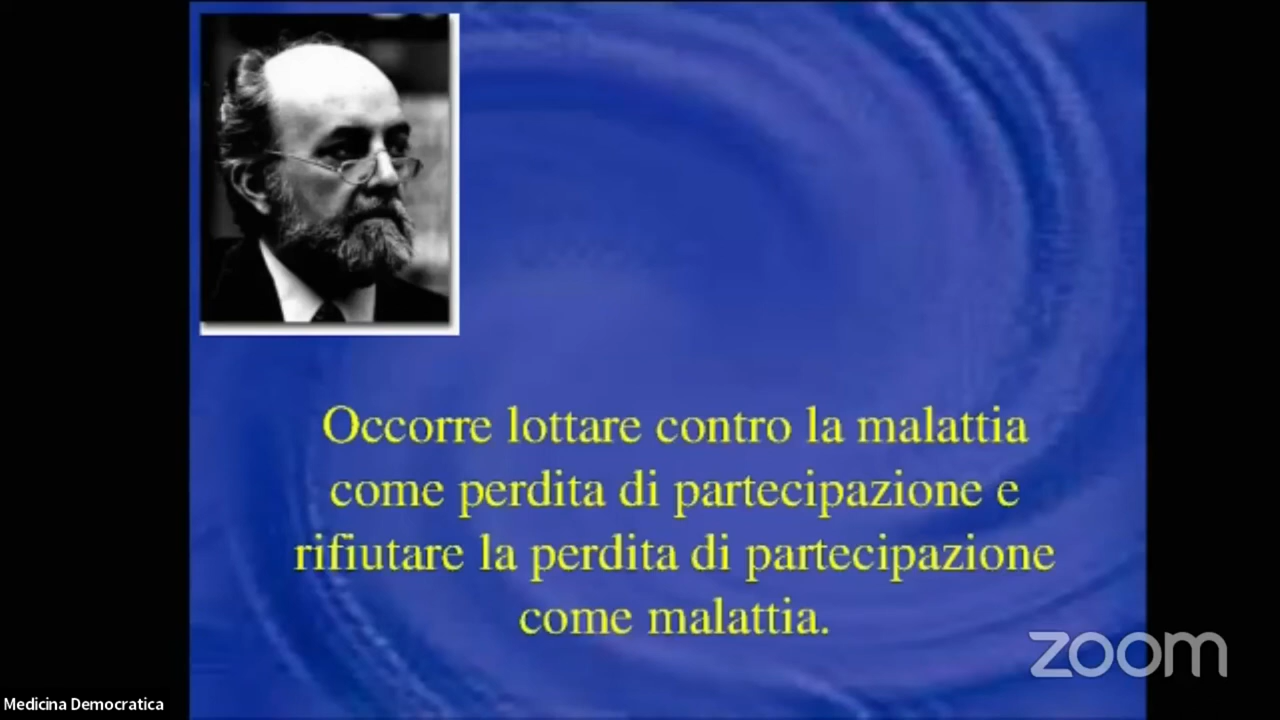 Occorre lottare contro la malattia
come perdita di partecipazione e
rifiutare la perdita di partecipazione
come malattia.
zoom
Medicina Democratica